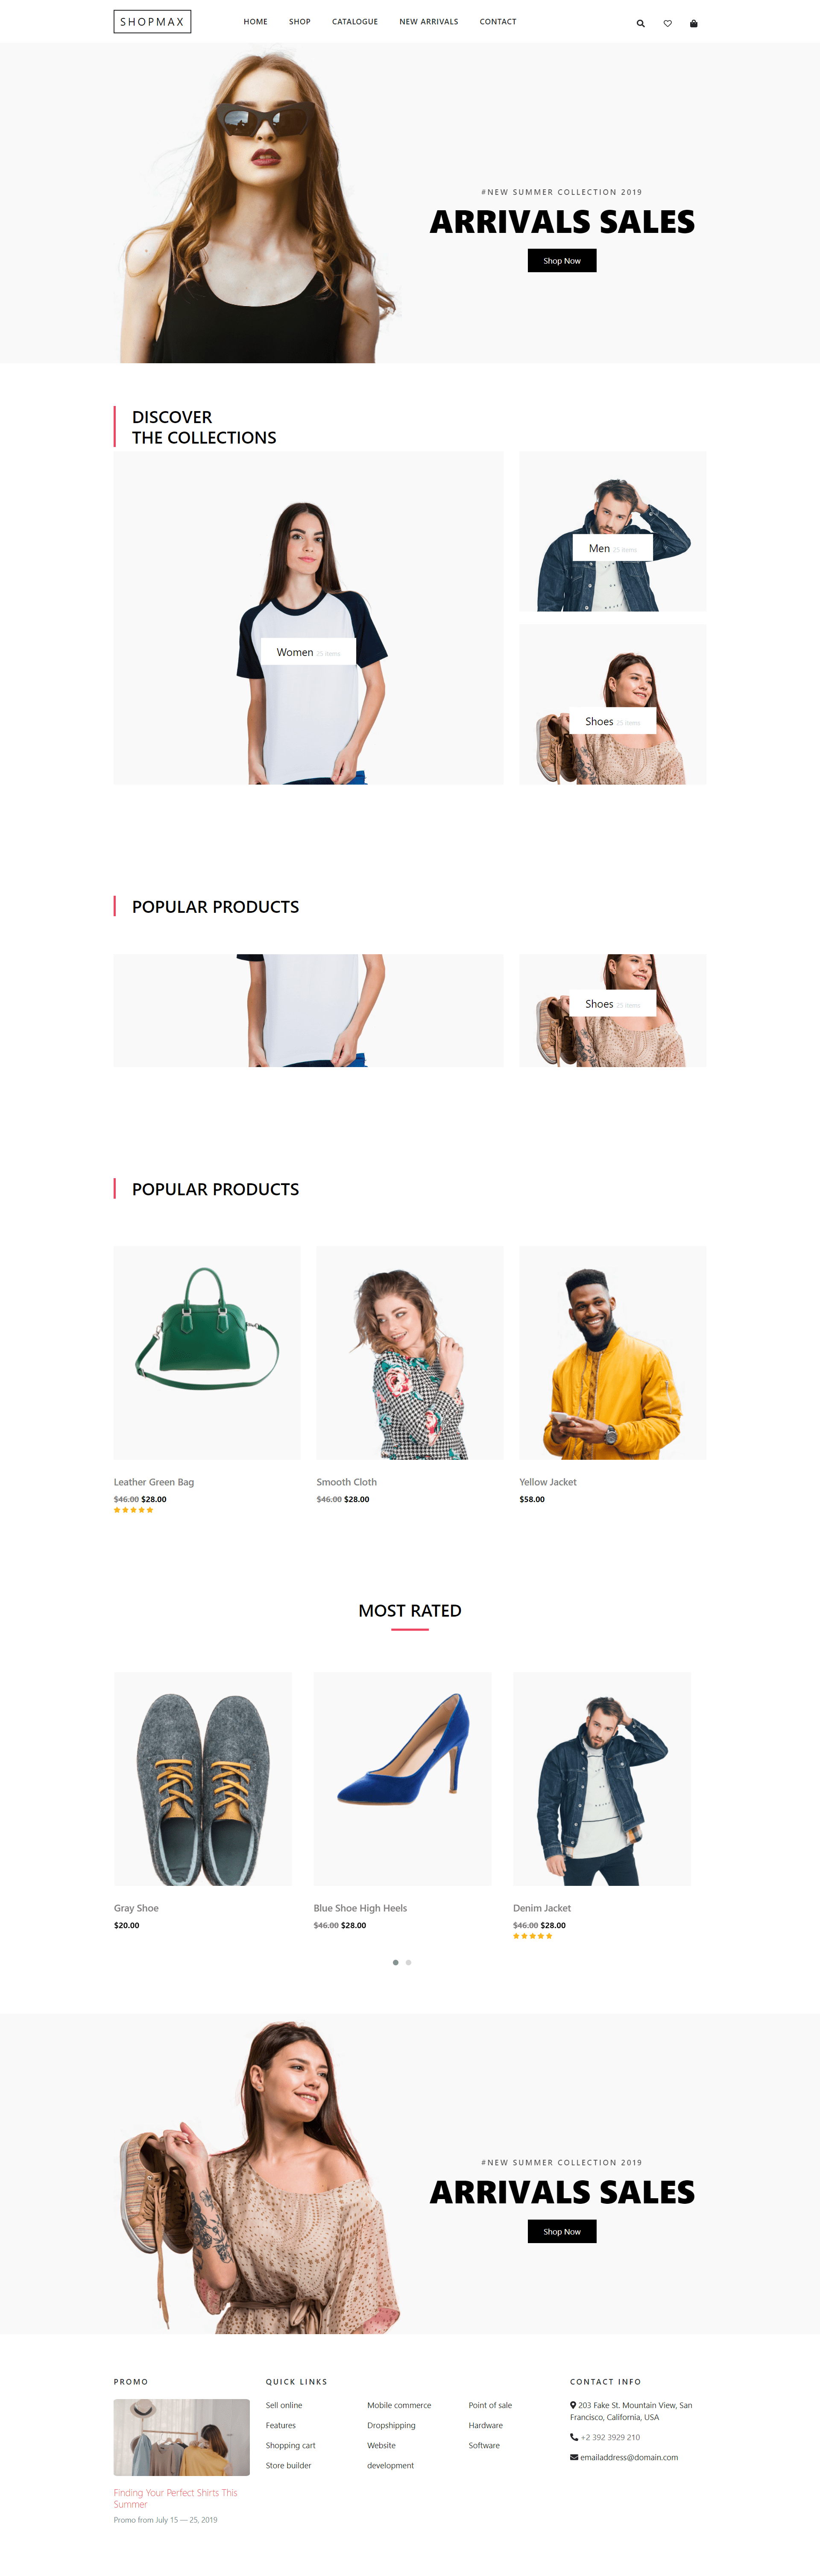 SHOPMAX
HOME SHOP CATALOGUE NEW ARRIVALS CONTACT
#NEW SUMMER COLLECTION 2019
ARRIVALS SALES
Shop Now
DISCOVER
THE COLLECTIONS
Women 25 items
Men 25 items
Shoes 25 items
POPULAR PRODUCTS
Shoes 25 items
POPULAR PRODUCTS
Leather Green Bag
$46.00 $28.00
Smooth Cloth
$46.00 $28.00
Yellow Jacket
$58.00
MOST RATED
Gray Shoe
$20.00
Blue Shoe High Heels
$46.00 $28.00
Denim Jacket
$46.00 $28.00
#NEW SUMMER COLLECTION 2019
ARRIVALS SALES
Shop Now
PROMO
Finding Your Perfect Shirts This
Summer
Promo from July 15 — 25, 2019
QUICK LINKS
Sell online
Features
Shopping cart
Store builder
Mobile commerce
Dropshipping
Website
development
Point of sale
Hardware
Software
CONTACT INFO
203 Fake St. Mountain View, San
Francisco, California, USA
+2 392 3929 210
emailaddress@domain.com